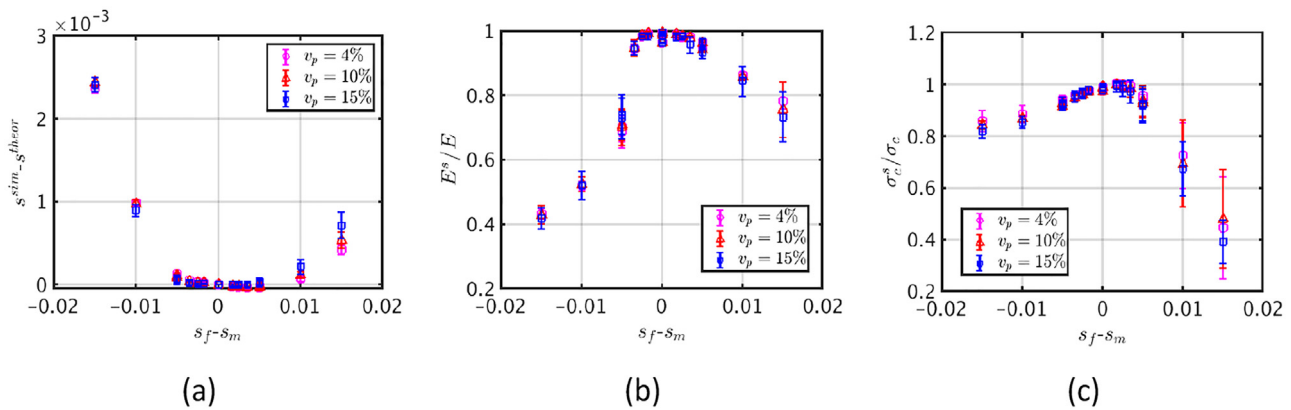 ×10⁻³
3
2
1
0
s^{sim}-s^{theor}
v_p = 4%
v_p = 10%
v_p = 15%
-0.02 -0.01 0 0.01 0.02
s_f-s_m
(a)
1
0.8
0.6
0.4
0.2
E^s/E
v_p = 4%
v_p = 10%
v_p = 15%
-0.02 -0.01 0 0.01 0.02
s_f-s_m
(b)
1.2
1
0.8
0.6
0.4
0.2
σ_c^s/σ_c
v_p = 4%
v_p = 10%
v_p = 15%
-0.02 -0.01 0 0.01 0.02
s_f-s_m
(c)